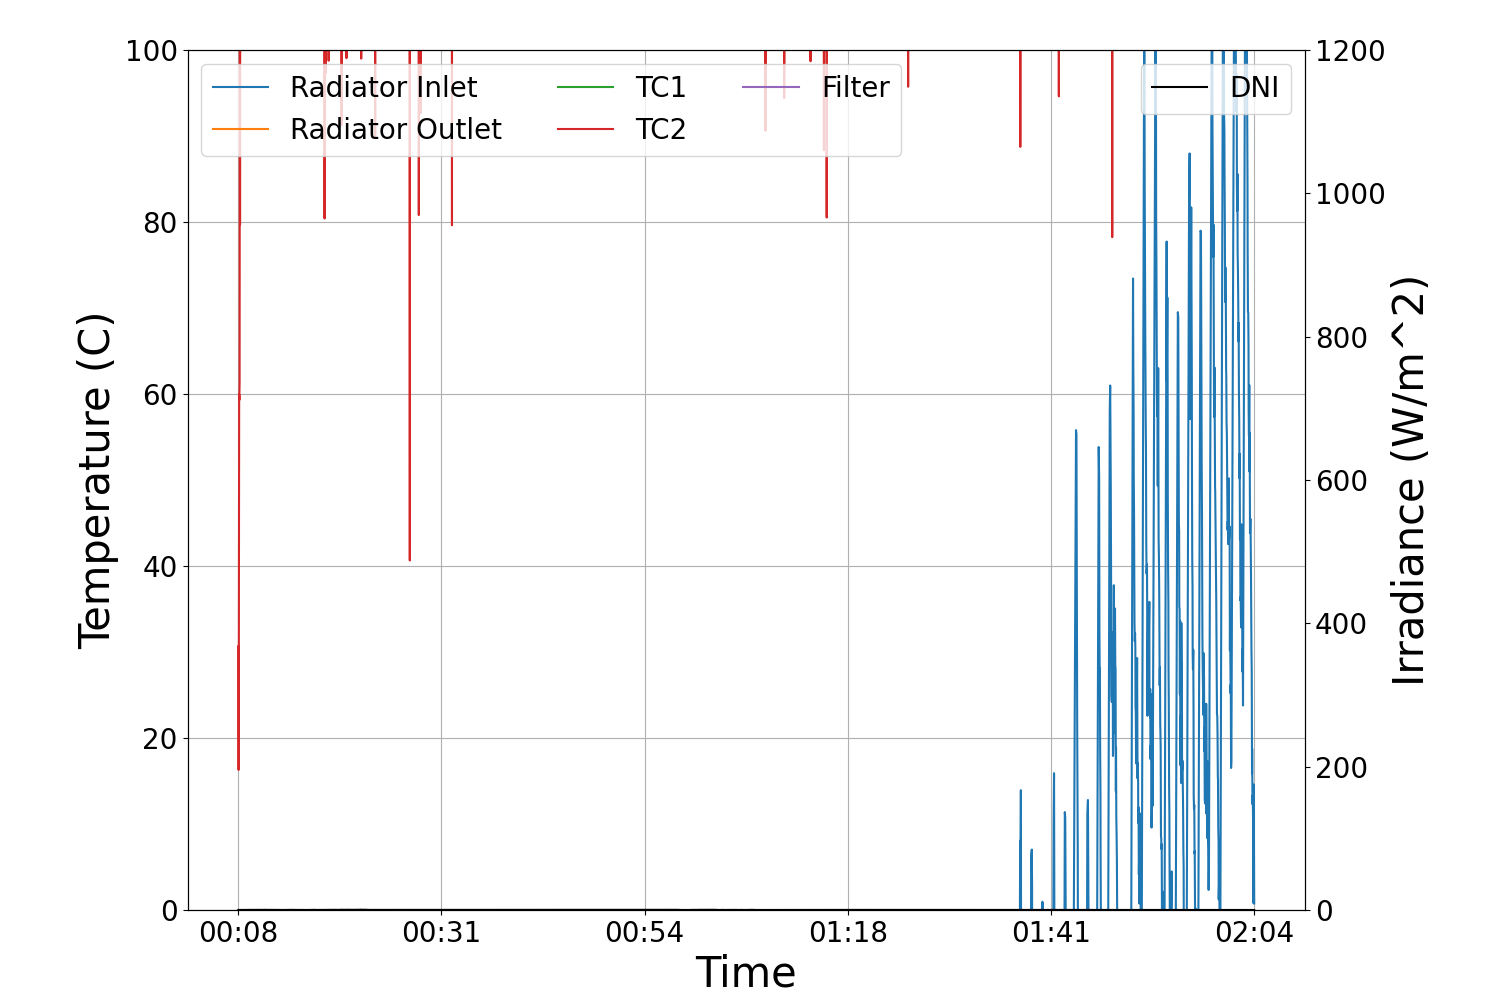 Radiator Inlet
Radiator Outlet
TC1
TC2
Filter
DNI
100
80
60
40
20
0
Temperature (C)
1200
1000
800
600
400
200
0
Irradiance (W/m^2)
00:08 00:31 00:54 01:18 01:41 02:04
Time